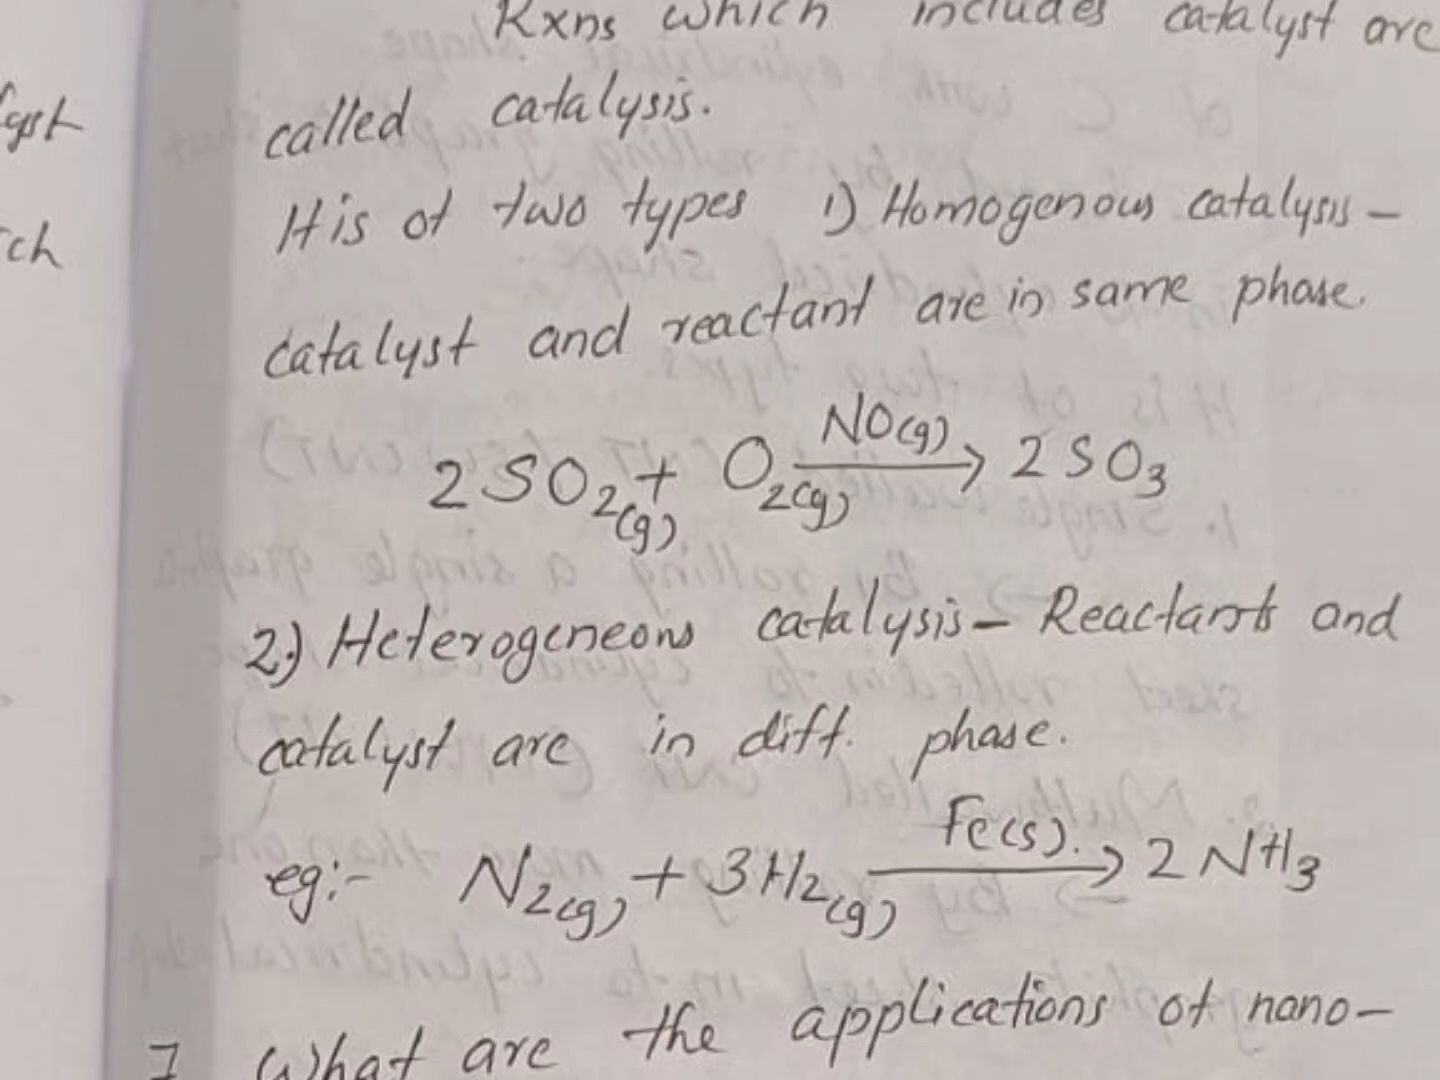 Rxns which includes catalyst are
called catalysis.
It is of two types 1) Homogenous catalysis -
catalyst and reactant are in same phase.
2SO2(g) + O2(g) NO(g)→ 2SO3
2.) Heterogeneous catalysis - Reactants and
catalyst are in diff. phase.
eg:- N2(g) + 3H2(g) Fe(s).→ 2NH3
7 What are the applications of nano-